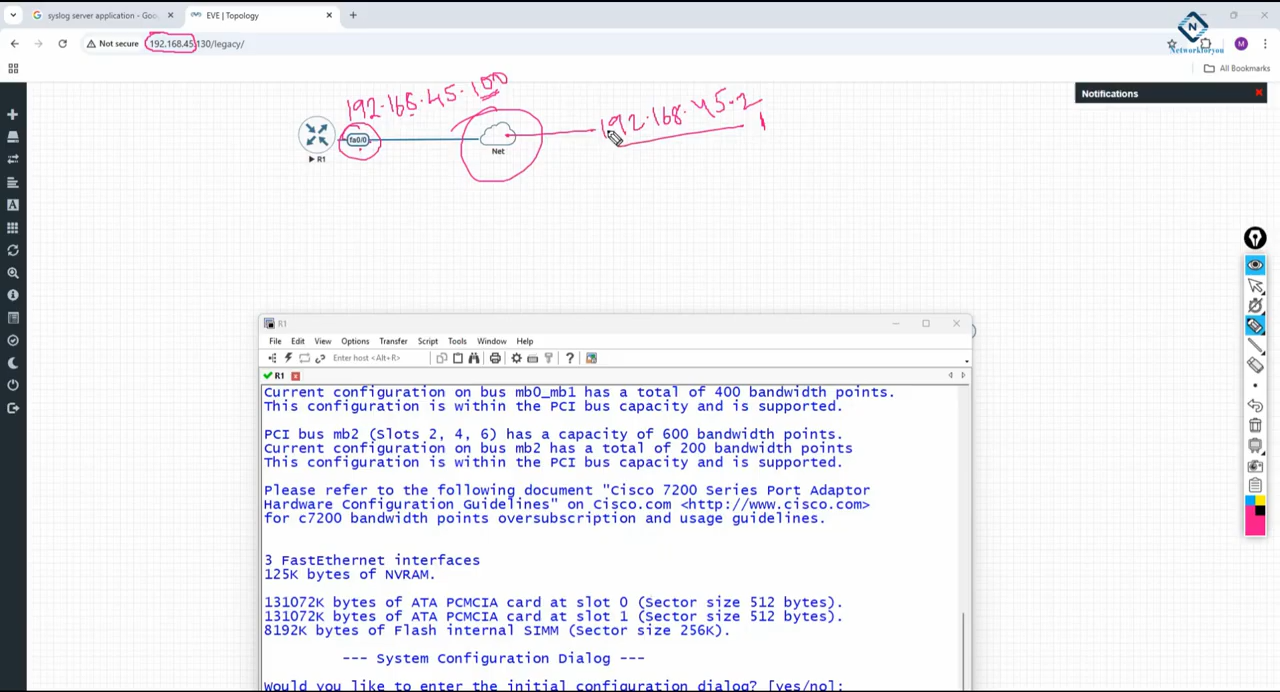 syslog server application - Goo
EVE | Topology
Not secure
192.168.45.130/legacy/
N
Networkforyou
M
All Bookmarks
Notifications
192.168.45.100
192.168.45.2
1
fa0/0
R1
Net
R1
File Edit View Options Transfer Script Tools Window Help
Enter host <Alt+R>
R1
Current configuration on bus mb0_mb1 has a total of 400 bandwidth points.
This configuration is within the PCI bus capacity and is supported.
PCI bus mb2 (Slots 2, 4, 6) has a capacity of 600 bandwidth points.
Current configuration on bus mb2 has a total of 200 bandwidth points
This configuration is within the PCI bus capacity and is supported.
Please refer to the following document "Cisco 7200 Series Port Adaptor
Hardware Configuration Guidelines" on Cisco.com <http://www.cisco.com>
for c7200 bandwidth points oversubscription and usage guidelines.
3 FastEthernet interfaces
125K bytes of NVRAM.
131072K bytes of ATA PCMCIA card at slot 0 (Sector size 512 bytes).
131072K bytes of ATA PCMCIA card at slot 1 (Sector size 512 bytes).
8192K bytes of Flash internal SIMM (Sector size 256K).
--- System Configuration Dialog ---
Would you like to enter the initial configuration dialog? [yes/no]: